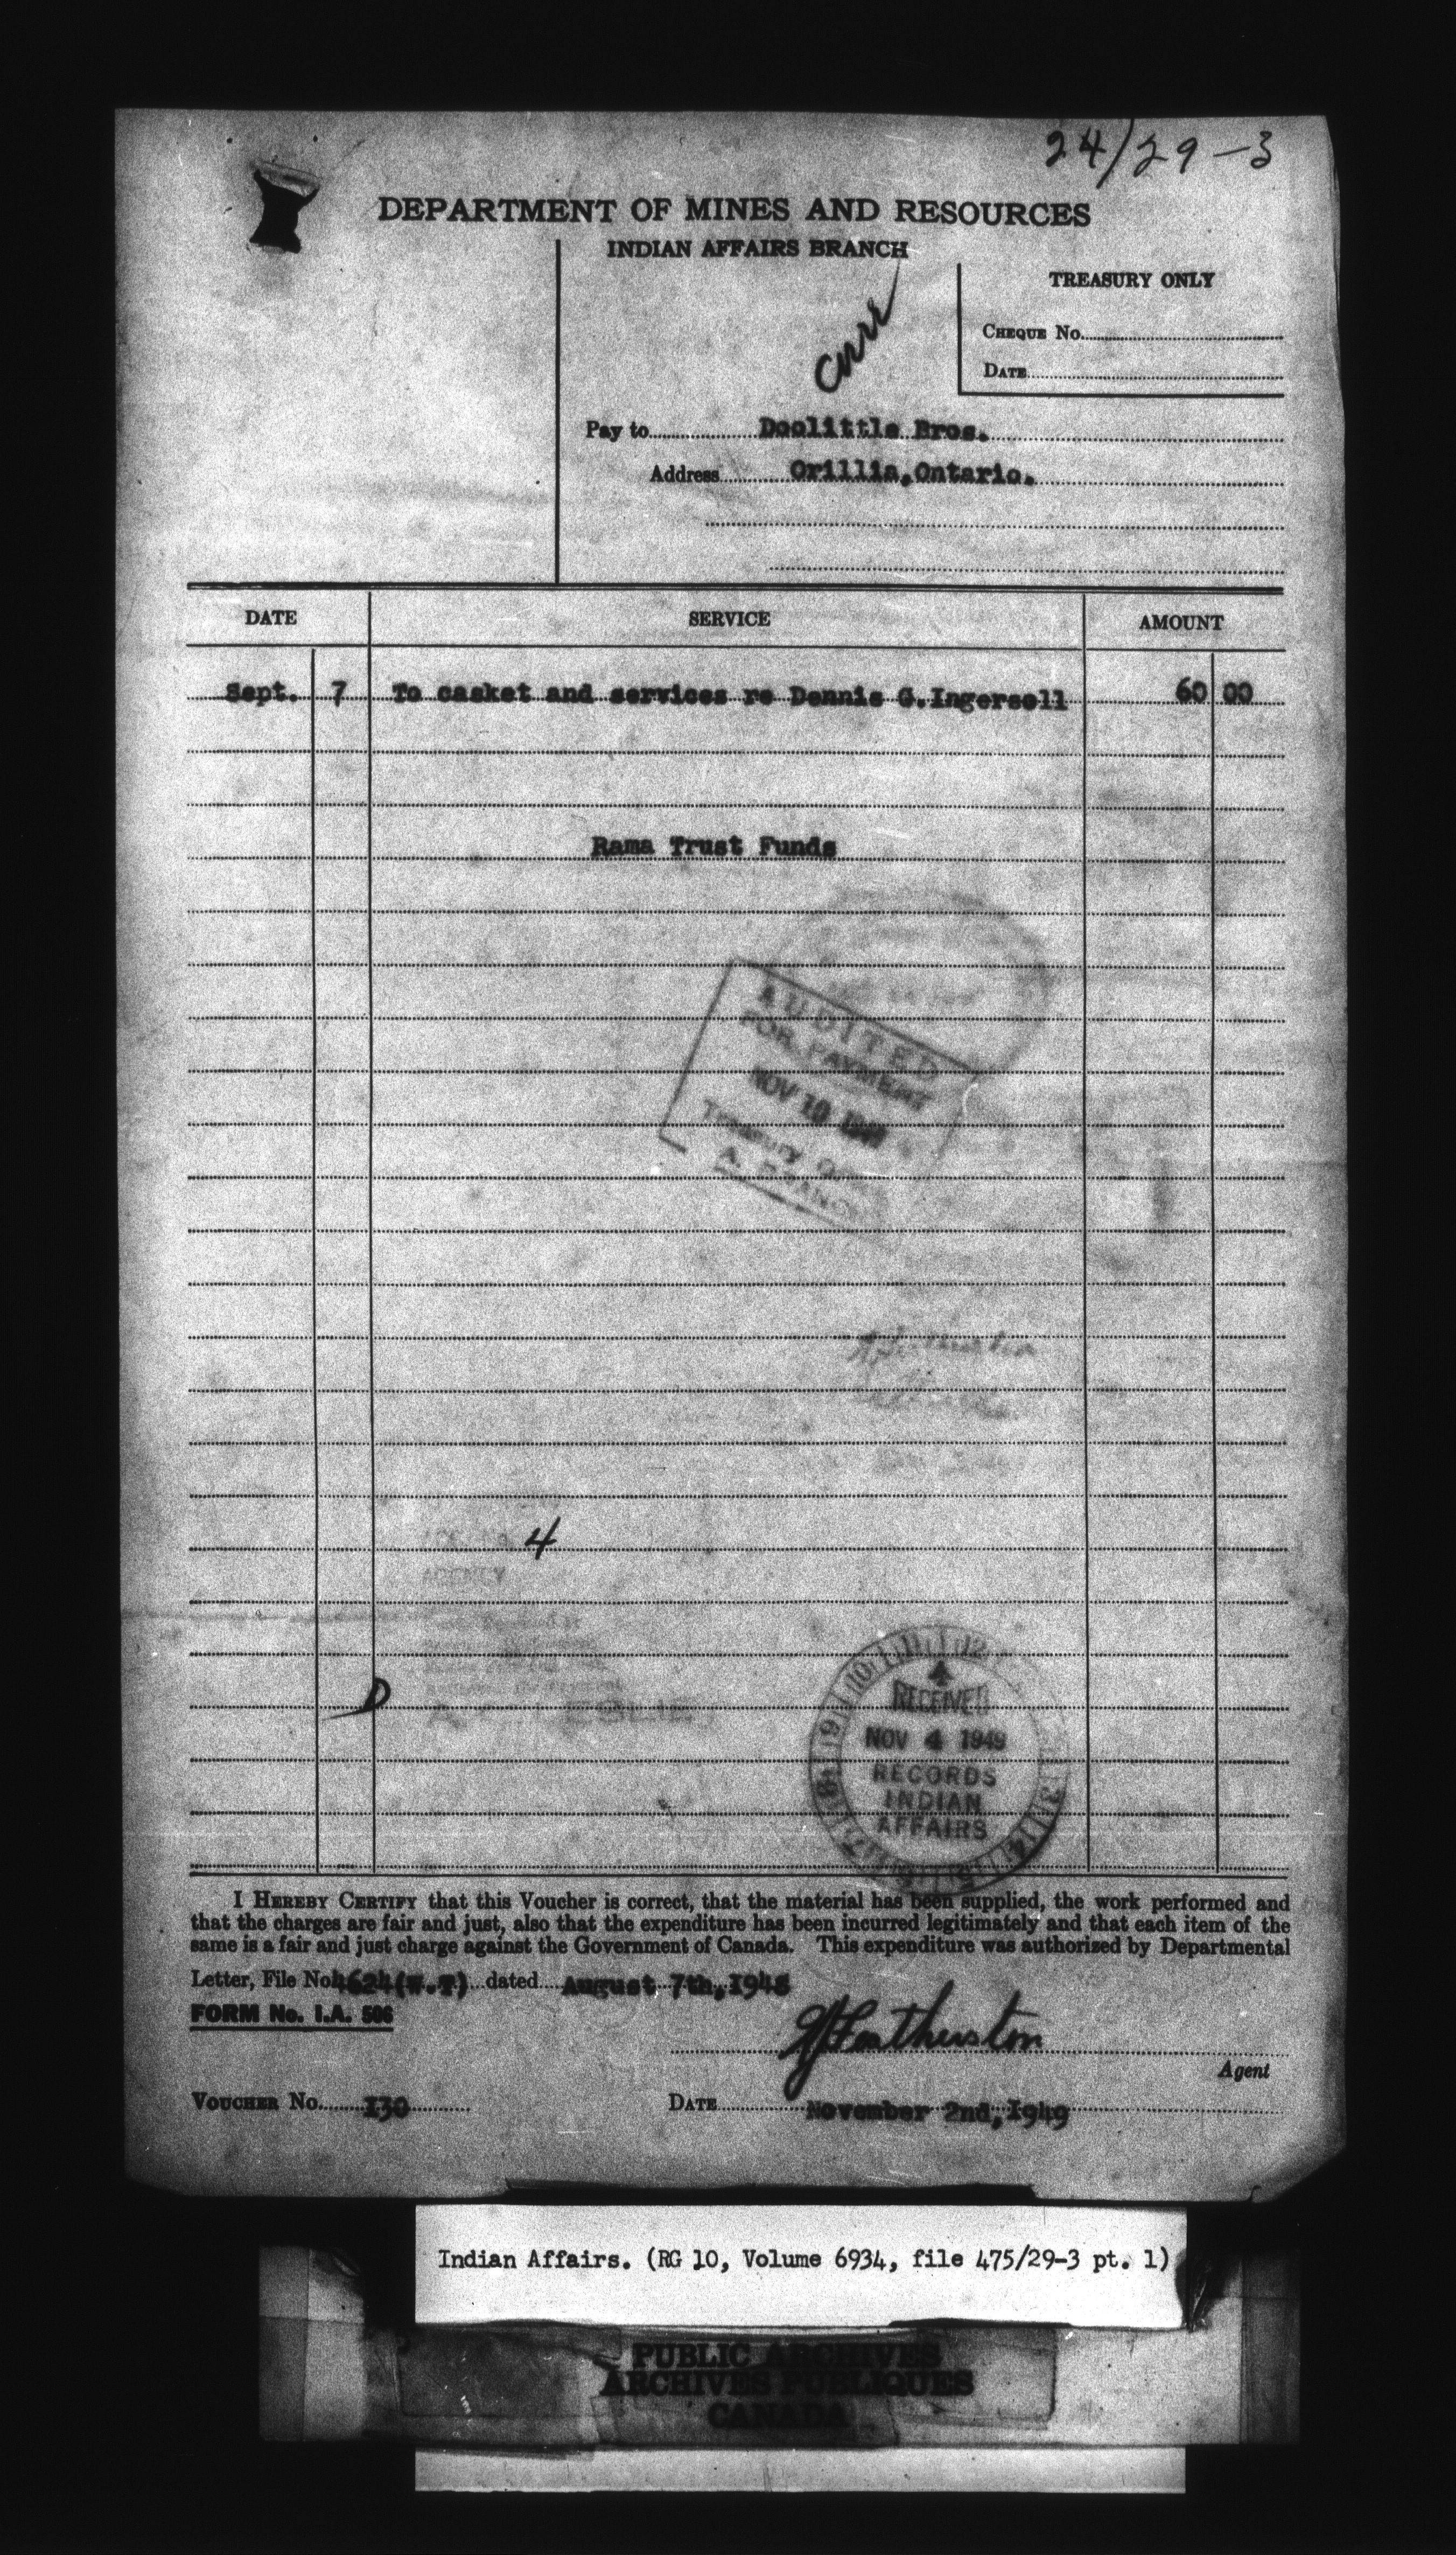 24/29-3
DEPARTMENT OF MINES AND RESOURCES
INDIAN AFFAIRS BRANCH
TREASURY ONLY
CHEQUE No.
DATE
Pay to Doolittle Bros.
Address Orillia, Ontario.
DATE SERVICE AMOUNT
Sept. 7 To casket and services re Dennis G. Ingersoll 60 00
Rama Trust Funds
AUDITED
FOR PAYMENT
NOV 10
Treasury
4
AGENCY
D
4
RECEIVED
NOV 4 1949
RECORDS
INDIAN
AFFAIRS
I HEREBY CERTIFY that this Voucher is correct, that the material has been supplied, the work performed and
that the charges are fair and just, also that the expenditure has been incurred legitimately and that each item of the
same is a fair and just charge against the Government of Canada. This expenditure was authorized by Departmental
Letter, File No. 4624(W.T) dated August 7th, 1948
FORM No. I.A. 506
Agent
VOUCHER No. 130 DATE November 2nd, 1949
Indian Affairs. (RG 10, Volume 6934, file 475/29-3 pt. 1)
PUBLIC ARCHIVES
ARCHIVES PUBLIQUES
CANADA